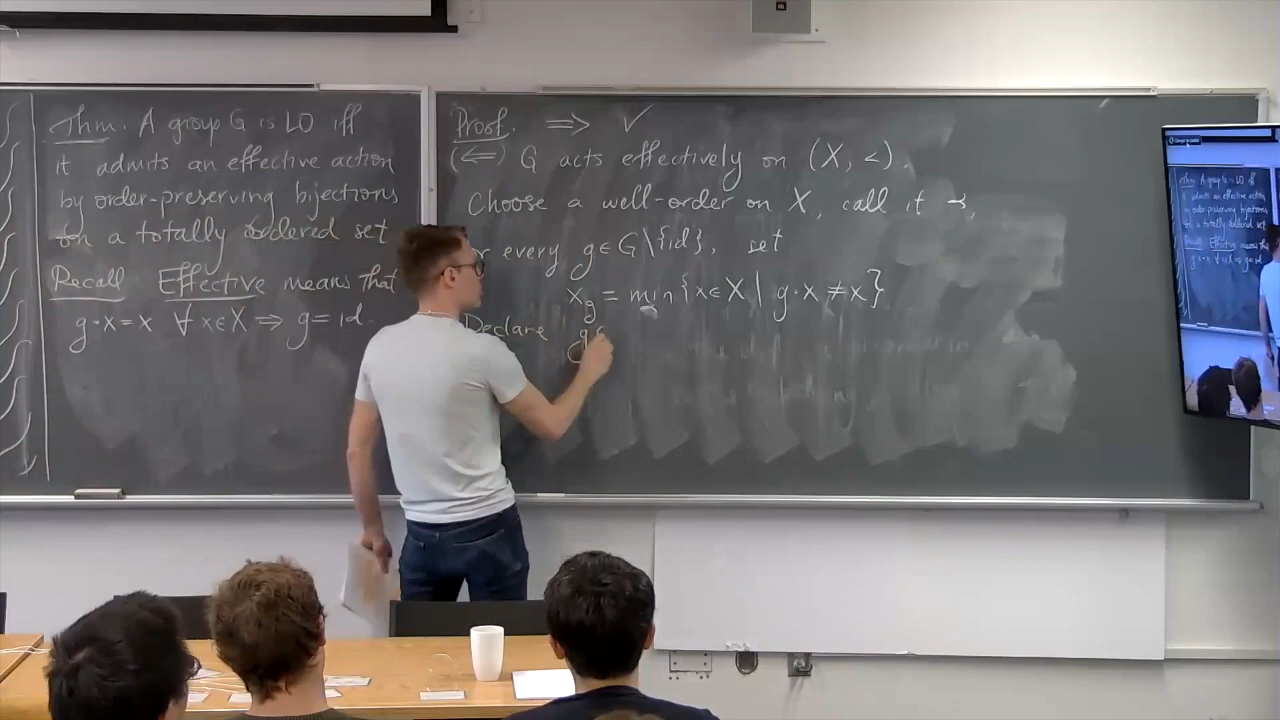 Thm. A group G is LO iff
it admits an effective action
by order-preserving bijections
on a totally ordered set
Recall Effective means that
g·x=x ∀x∈X ⇒ g=id.
Proof. ⟹ ✓
(⇐) G acts effectively on (X, <).
Choose a well-order on X, call it ≺,
every g∈G\{id}, set
x_g = min{x∈X | g·x ≠ x}
Declare